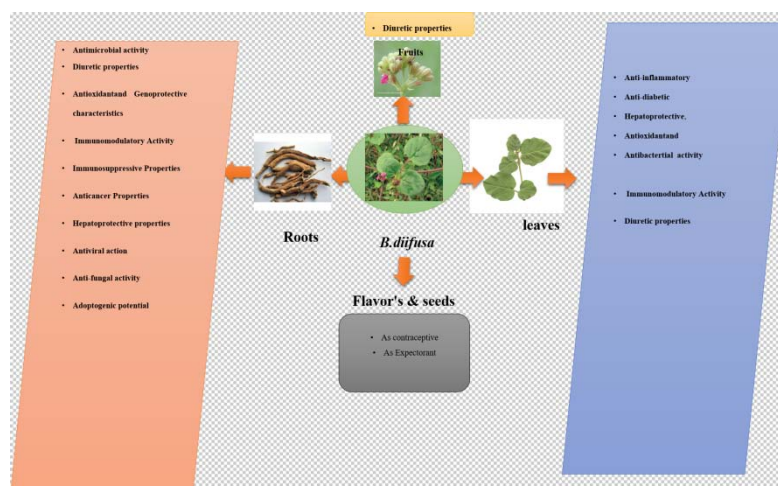 Diuretic properties
Fruits
Antimicrobial activity
Diuretic properties
Antioxidantand Genoprotective
characteristics
Immunomodulatory Activity
Immunosuppressive Properties
Anticancer Properties
Hepatoprotective properties
Antiviral action
Anti-fungal activity
Adoptogenic potential
Roots
B.diifusa
leaves
Anti-inflammatory
Anti-diabetic
Hepatoprotective,
Antioxidantand
Antibactertial activity
Immunomodulatory Activity
Diuretic properties
Flavor's & seeds
As contraceptive
As Expectorant